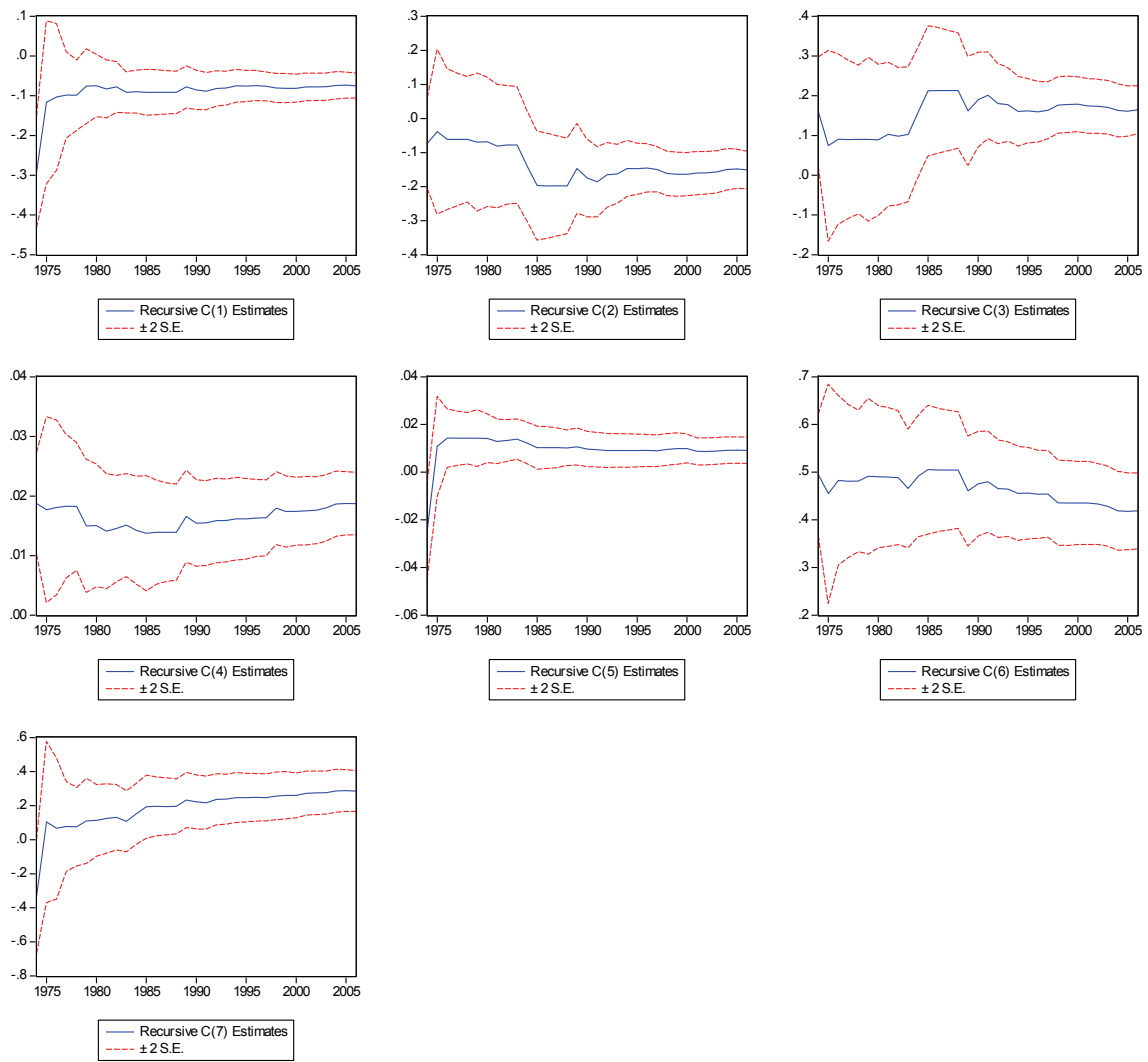 .1
.0
-.1
-.2
-.3
-.4
-.5
1975 1980 1985 1990 1995 2000 2005
Recursive C(1) Estimates
± 2 S.E.
.3
.2
.1
.0
-.1
-.2
-.3
-.4
1975 1980 1985 1990 1995 2000 2005
Recursive C(2) Estimates
± 2 S.E.
.4
.3
.2
.1
.0
-.1
-.2
1975 1980 1985 1990 1995 2000 2005
Recursive C(3) Estimates
± 2 S.E.
.04
.03
.02
.01
.00
1975 1980 1985 1990 1995 2000 2005
Recursive C(4) Estimates
± 2 S.E.
.04
.02
.00
-.02
-.04
-.06
1975 1980 1985 1990 1995 2000 2005
Recursive C(5) Estimates
± 2 S.E.
.7
.6
.5
.4
.3
.2
1975 1980 1985 1990 1995 2000 2005
Recursive C(6) Estimates
± 2 S.E.
.6
.4
.2
.0
-.2
-.4
-.6
-.8
1975 1980 1985 1990 1995 2000 2005
Recursive C(7) Estimates
± 2 S.E.